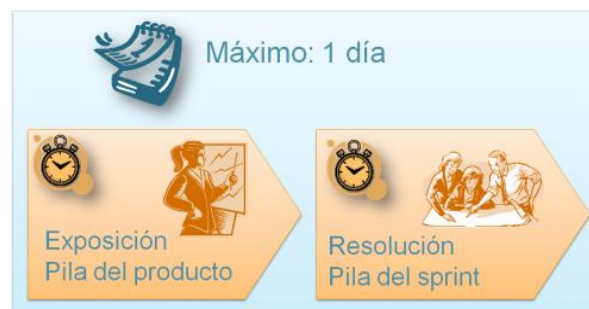 Máximo: 1 día
Exposición
Pila del producto
Resolución
Pila del sprint